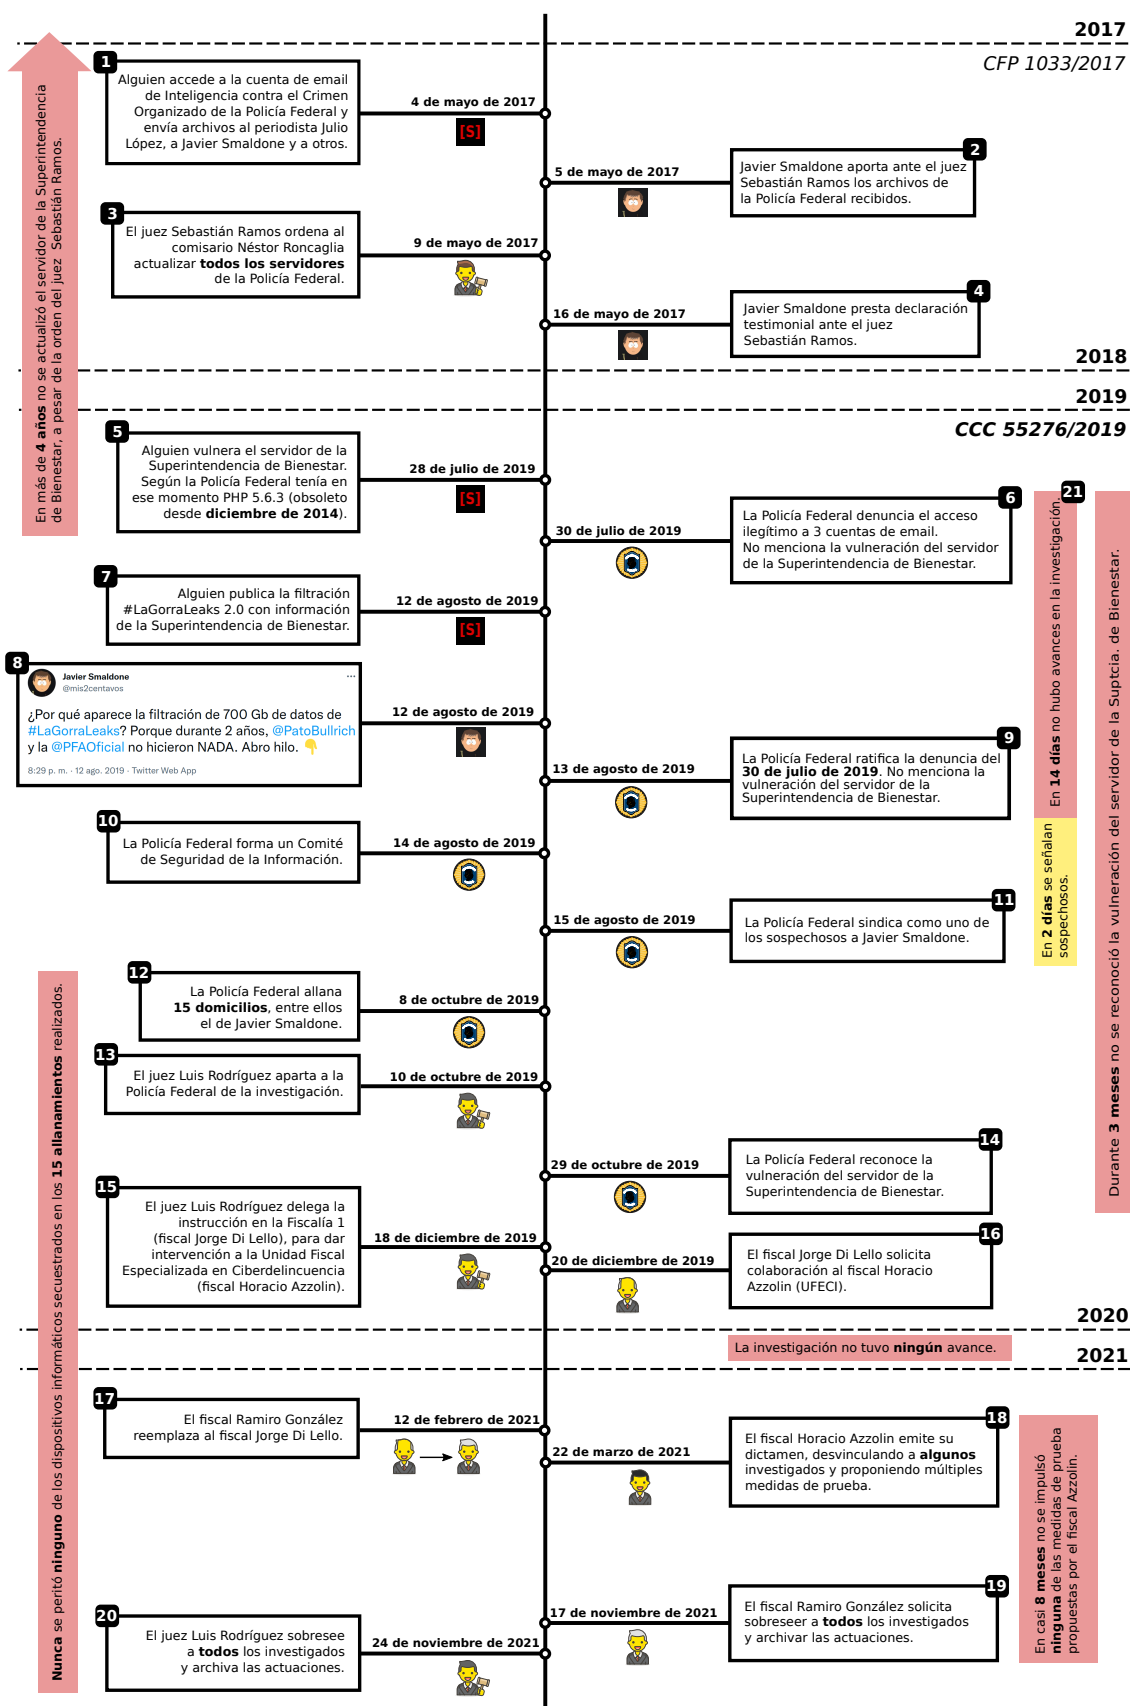 2017
CFP 1033/2017
En más de 4 años no se actualizó el servidor de la Superintendencia
de Bienestar, a pesar de la orden del juez Sebastián Ramos.
1
Alguien accede a la cuenta de email
de Inteligencia contra el Crimen
Organizado de la Policía Federal y
envía archivos al periodista Julio
López, a Javier Smaldone y a otros.
4 de mayo de 2017
[S]
2
5 de mayo de 2017
Javier Smaldone aporta ante el juez
Sebastián Ramos los archivos de
la Policía Federal recibidos.
3
El juez Sebastián Ramos ordena al
comisario Néstor Roncaglia
actualizar todos los servidores
de la Policía Federal.
9 de mayo de 2017
4
16 de mayo de 2017
Javier Smaldone presta declaración
testimonial ante el juez
Sebastián Ramos.
2018
2019
CCC 55276/2019
5
Alguien vulnera el servidor de la
Superintendencia de Bienestar.
Según la Policía Federal tenía en
ese momento PHP 5.6.3 (obsoleto
desde diciembre de 2014).
28 de julio de 2019
[S]
6
30 de julio de 2019
La Policía Federal denuncia el acceso
ilegítimo a 3 cuentas de email.
No menciona la vulneración del servidor
de la Superintendencia de Bienestar.
21
En 14 días no hubo avances en la investigación.
En 2 días se señalan
sospechosos.
Durante 3 meses no se reconoció la vulneración del servidor de la Suptcia. de Bienestar.
7
Alguien publica la filtración
#LaGorraLeaks 2.0 con información
de la Superintendencia de Bienestar.
12 de agosto de 2019
[S]
8
Javier Smaldone
@mis2centavos
¿Por qué aparece la filtración de 700 Gb de datos de
#LaGorraLeaks? Porque durante 2 años, @PatoBullrich
y la @PFAOficial no hicieron NADA. Abro hilo. 👇
8:29 p. m. · 12 ago. 2019 · Twitter Web App
12 de agosto de 2019
9
13 de agosto de 2019
La Policía Federal ratifica la denuncia del
30 de julio de 2019. No menciona la
vulneración del servidor de la
Superintendencia de Bienestar.
10
La Policía Federal forma un Comité
de Seguridad de la Información.
14 de agosto de 2019
11
15 de agosto de 2019
La Policía Federal sindica como uno de
los sospechosos a Javier Smaldone.
Nunca se peritó ninguno de los dispositivos informáticos secuestrados en los 15 allanamientos realizados.
12
La Policía Federal allana
15 domicilios, entre ellos
el de Javier Smaldone.
8 de octubre de 2019
13
El juez Luis Rodríguez aparta a la
Policía Federal de la investigación.
10 de octubre de 2019
14
29 de octubre de 2019
La Policía Federal reconoce la
vulneración del servidor de la
Superintendencia de Bienestar.
15
El juez Luis Rodríguez delega la
instrucción en la Fiscalía 1
(fiscal Jorge Di Lello), para dar
intervención a la Unidad Fiscal
Especializada en Ciberdelincuencia
(fiscal Horacio Azzolin).
18 de diciembre de 2019
16
20 de diciembre de 2019
El fiscal Jorge Di Lello solicita
colaboración al fiscal Horacio
Azzolin (UFECI).
2020
La investigación no tuvo ningún avance.
2021
17
El fiscal Ramiro González
reemplaza al fiscal Jorge Di Lello.
12 de febrero de 2021
18
22 de marzo de 2021
El fiscal Horacio Azzolin emite su
dictamen, desvinculando a algunos
investigados y proponiendo múltiples
medidas de prueba.
En casi 8 meses no se impulsó
ninguna de las medidas de prueba
propuestas por el fiscal Azzolin.
19
17 de noviembre de 2021
El fiscal Ramiro González solicita
sobreseer a todos los investigados
y archivar las actuaciones.
20
El juez Luis Rodríguez sobresee
a todos los investigados
y archiva las actuaciones.
24 de noviembre de 2021